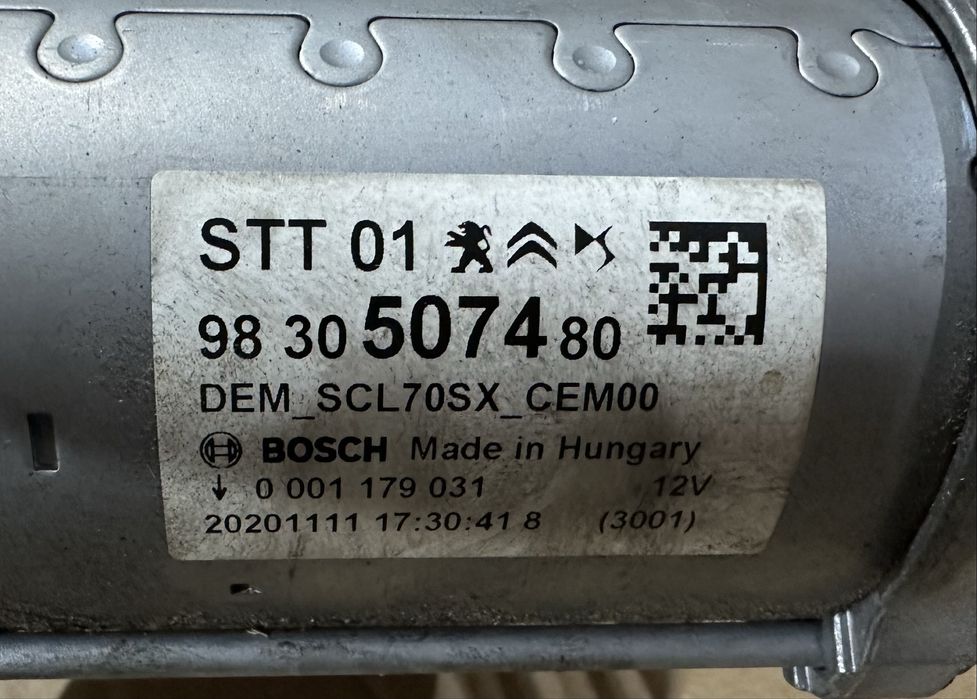 STT 01
98 30 5074 80
DEM_SCL70SX_CEM00
BOSCH Made in Hungary
↓ 0 001 179 031 12V
20201111 17:30:41 8 (3001)